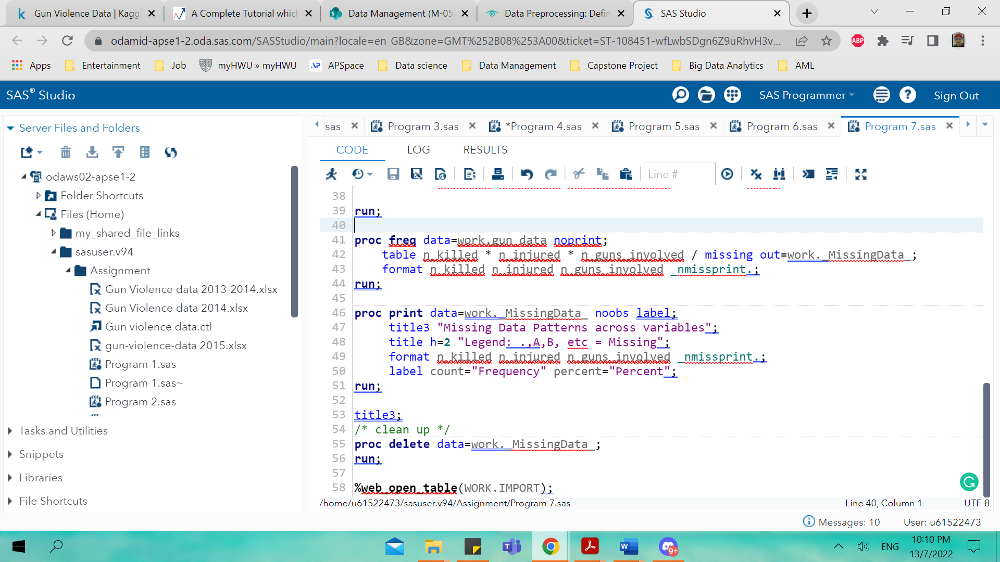 Gun Violence Data | Kaggl
A Complete Tutorial which
Data Management (M-052
Data Preprocessing: Defin
SAS Studio
odamid-apse1-2.oda.sas.com/SASStudio/main?locale=en_GB&zone=GMT%252B08%253A00&ticket=ST-108451-wfLwbSDgn6Z9uRhvH3v...
ABP
Apps
Entertainment
Job
myHWU » myHWU
APSpace
Data science
Data Management
Capstone Project
Big Data Analytics
AML
SAS® Studio
SAS Programmer
Sign Out
Server Files and Folders
odaws02-apse1-2
Folder Shortcuts
Files (Home)
my_shared_file_links
sasuser.v94
Assignment
Gun Violence data 2013-2014.xlsx
Gun Violence data 2014.xlsx
Gun violence data.ctl
gun-violence-data 2015.xlsx
Program 1.sas
Program 1.sas~
Program 2.sas
Tasks and Utilities
Snippets
Libraries
File Shortcuts
sas
Program 3.sas
*Program 4.sas
Program 5.sas
Program 6.sas
Program 7.sas
CODE
LOG
RESULTS
Line #
38
39 run;
40
41 proc freq data=work.gun_data noprint;
42 table n_killed * n_injured * n_guns_involved / missing out=work._MissingData_;
43 format n_killed n_injured n_guns_involved _nmissprint.;
44 run;
45
46 proc print data=work._MissingData_ noobs label;
47 title3 "Missing Data Patterns across variables";
48 title h=2 "Legend: .,A,B, etc = Missing";
49 format n_killed n_injured n_guns_involved _nmissprint.;
50 label count="Frequency" percent="Percent";
51 run;
52
53 title3;
54 /* clean up */
55 proc delete data=work._MissingData_;
56 run;
57
58 %web_open_table(WORK.IMPORT);
/home/u61522473/sasuser.v94/Assignment/Program 7.sas
Line 40, Column 1
UTF-8
Messages: 10
User: u61522473
9+
ENG
10:10 PM
13/7/2022